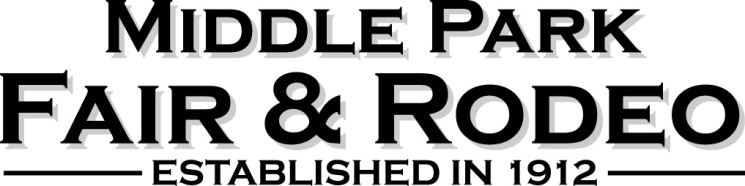 MIDDLE PARK
FAIR & RODEO
ESTABLISHED IN 1912